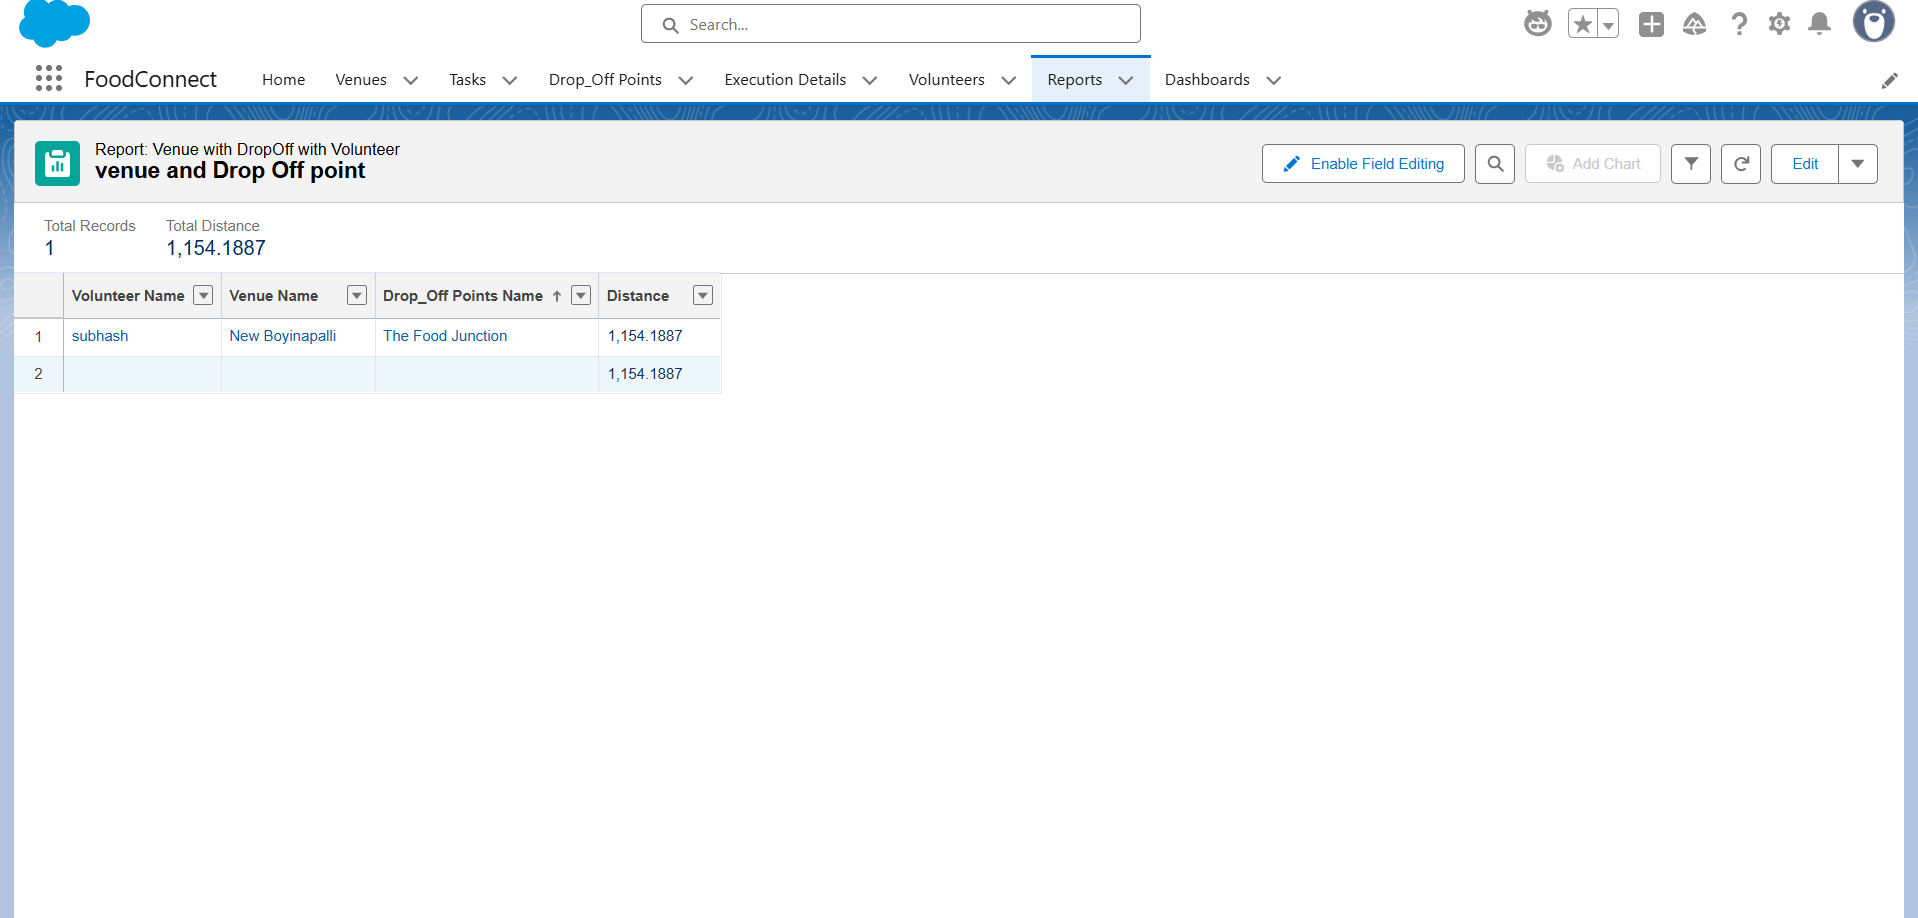 Search...
FoodConnect Home Venues Tasks Drop_Off Points Execution Details Volunteers Reports Dashboards
Report: Venue with DropOff with Volunteer
venue and Drop Off point
Enable Field Editing Add Chart Edit
Total Records Total Distance
1 1,154.1887
Volunteer Name Venue Name Drop_Off Points Name ↑ Distance
1 subhash New Boyinapalli The Food Junction 1,154.1887
2 1,154.1887